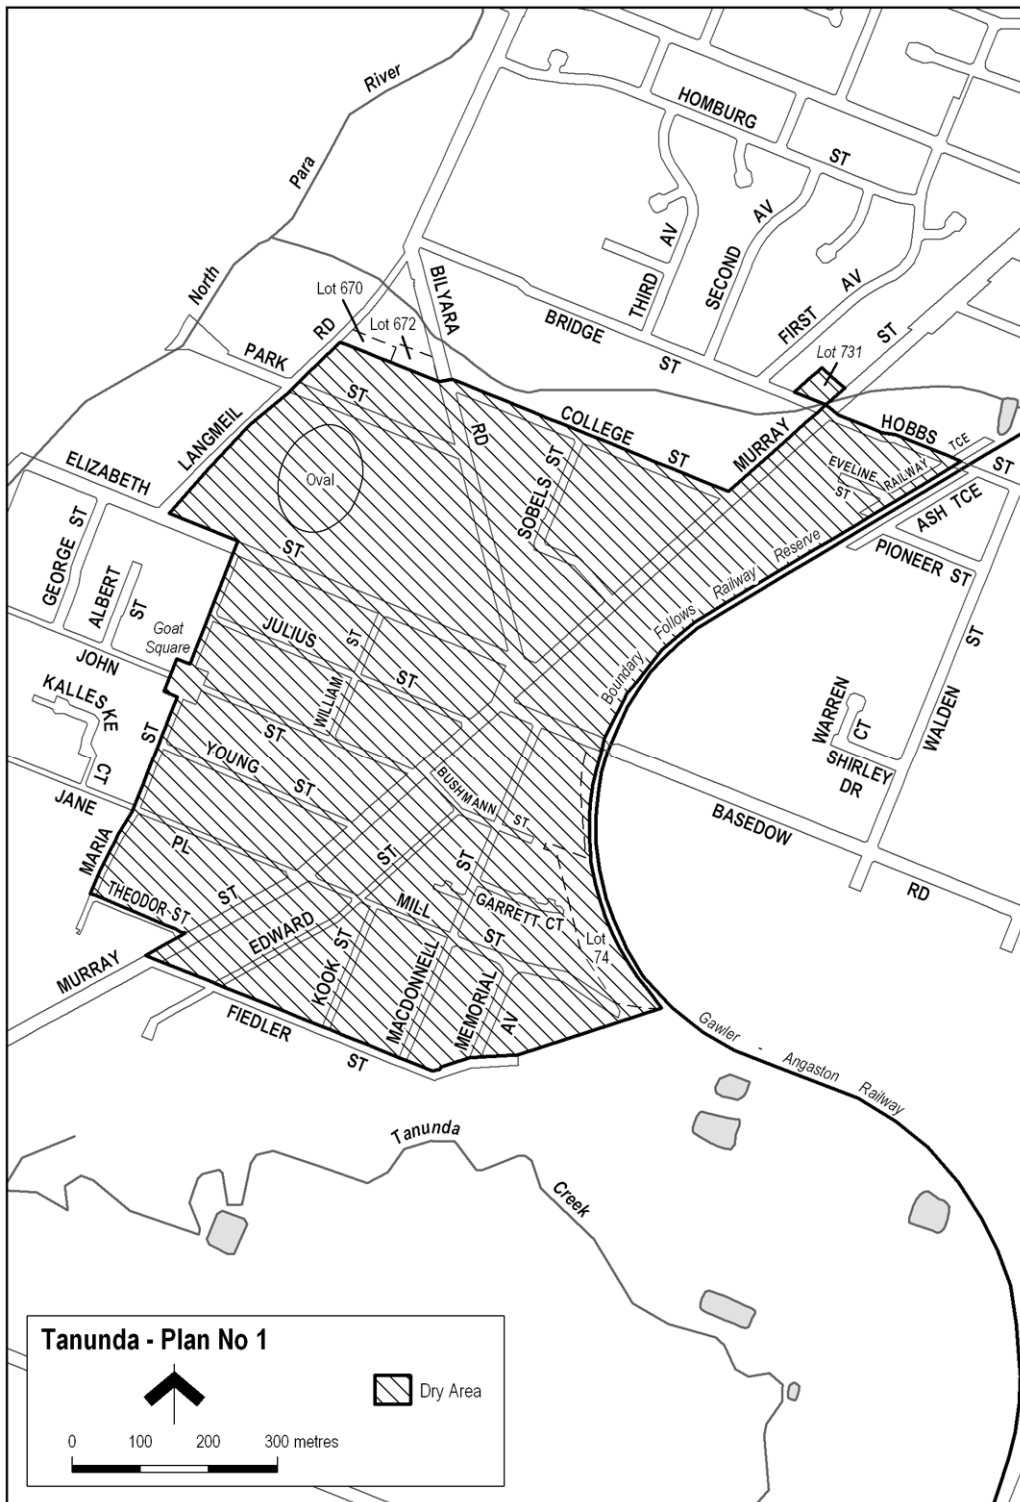 River
HOMBURG
ST
Para
AV
AV
North
THIRD
SECOND
AV
BILYARA
Lot 670
RD
Lot 672
BRIDGE
ST
FIRST
ST
Lot 731
PARK
ST
LANGMEIL
RD
COLLEGE
ST
MURRAY
HOBBS
ST
ELIZABETH
ST
Oval
SOBELS ST
EVELINE
ST
RAILWAY TCE
ASH TCE
PIONEER ST
GEORGE ST
ALBERT
ST
Boundary Follows Railway Reserve
JOHN
ST
Goat
Square
JULIUS
ST
WILLIAM
ST
KALLESKE
CT
YOUNG
ST
WARREN
CT
WALDEN
ST
SHIRLEY
DR
JANE
PL
MARIA
ST
BUSHMANN
ST
BASEDOW
RD
THEODOR ST
ST
MURRAY
EDWARD
ST
MILL
ST
GARRETT CT
KOOK ST
MACDONNELL
ST
MEMORIAL
AV
Lot
74
FIEDLER
ST
Gawler - Angaston Railway
Tanunda
Creek
Tanunda - Plan No 1
Dry Area
0 100 200 300 metres